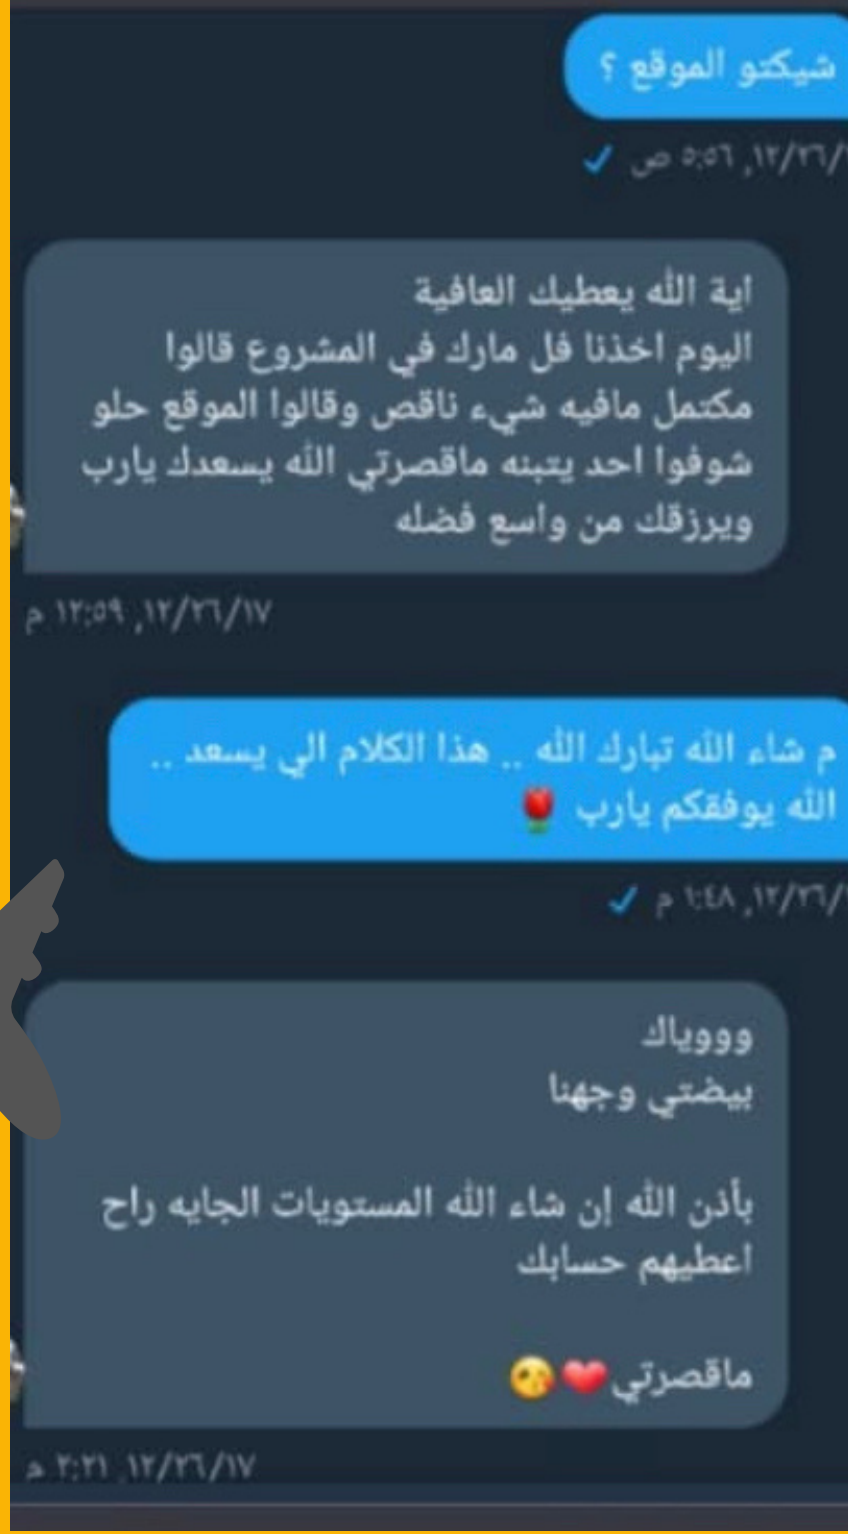 شيكتو الموقع ؟
١٢/٢٦/, ٥:٥٦ ص
اية الله يعطيك العافية
اليوم اخذنا فل مارك في المشروع قالوا
مكتمل مافيه شيء ناقص وقالوا الموقع حلو
شوفوا احد يتبنه ماقصرتي الله يسعدك يارب
ويرزقك من واسع فضله
١٢/٢٦/١٧, ١٢:٥٩ م
م شاء الله تبارك الله .. هذا الكلام الي يسعد ..
الله يوفقكم يارب 🌹
١٢/٢٦/, ١:٤٨ م
وووياك
بيضتي وجهنا
بأذن الله إن شاء الله المستويات الجايه راح
اعطيهم حسابك
ماقصرتي❤️😘
١٢/٢٦/١٧, ٢:٢١ م